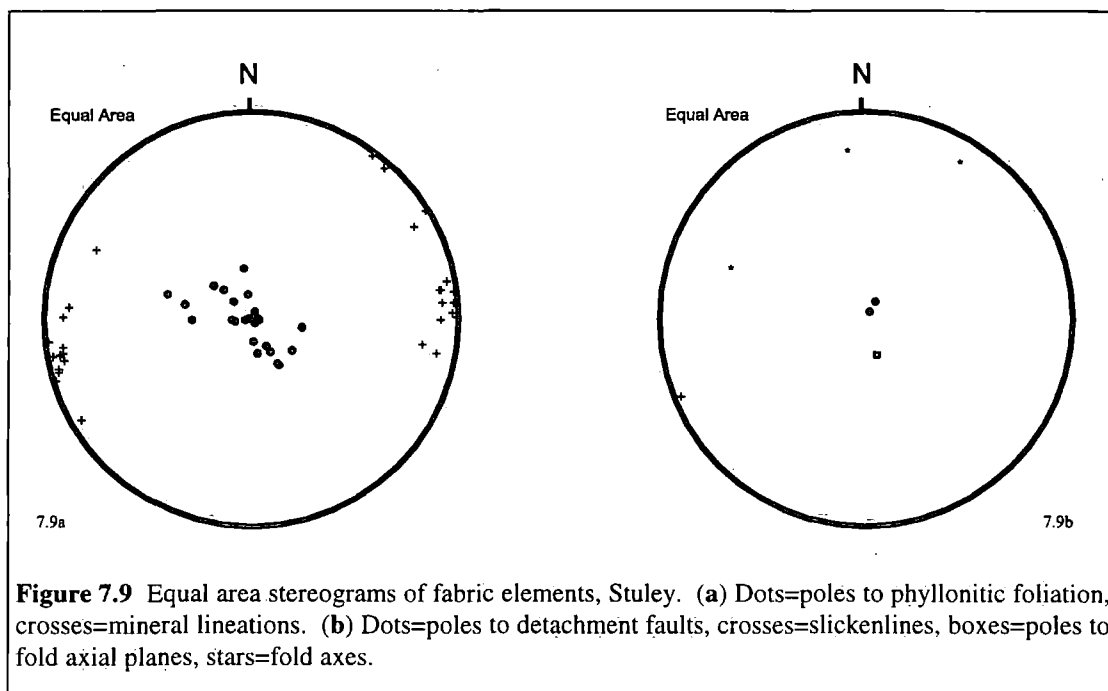 N
Equal Area
7.9a
N
Equal Area
7.9b
Figure 7.9 Equal area stereograms of fabric elements, Stuley. (a) Dots=poles to phyllonitic foliation,
crosses=mineral lineations. (b) Dots=poles to detachment faults, crosses=slickenlines, boxes=poles to
fold axial planes, stars=fold axes.